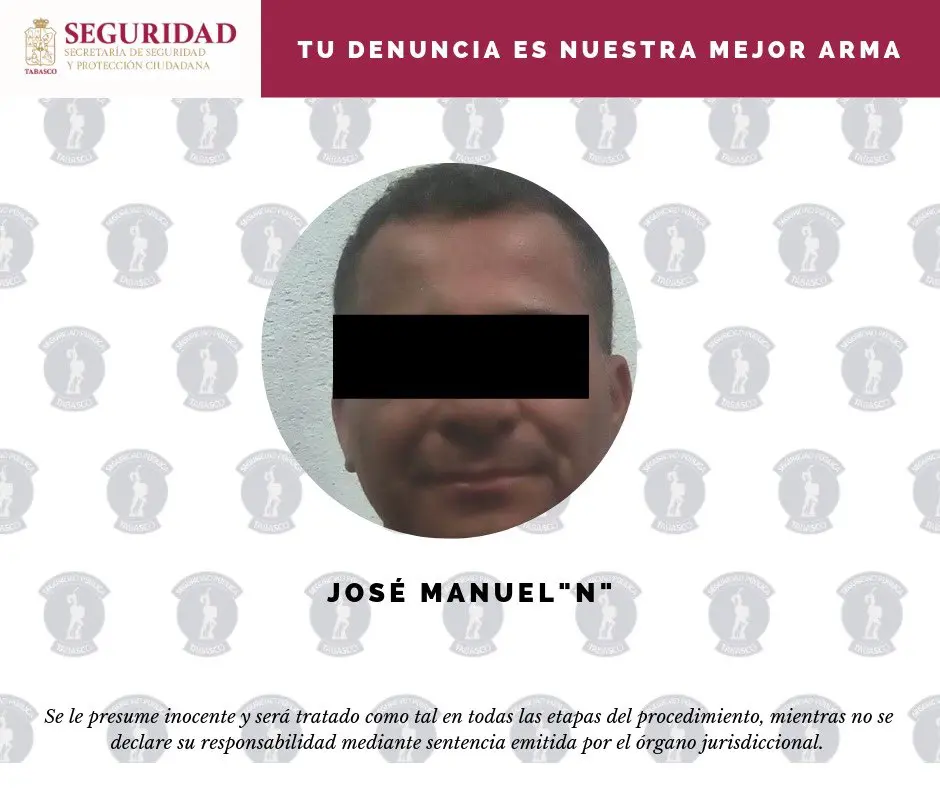 SEGURIDAD
SECRETARÍA DE SEGURIDAD
Y PROTECCIÓN CIUDADANA
TABASCO
TU DENUNCIA ES NUESTRA MEJOR ARMA
JOSÉ MANUEL"N"
Se le presume inocente y será tratado como tal en todas las etapas del procedimiento, mientras no se
declare su responsabilidad mediante sentencia emitida por el órgano jurisdiccional.